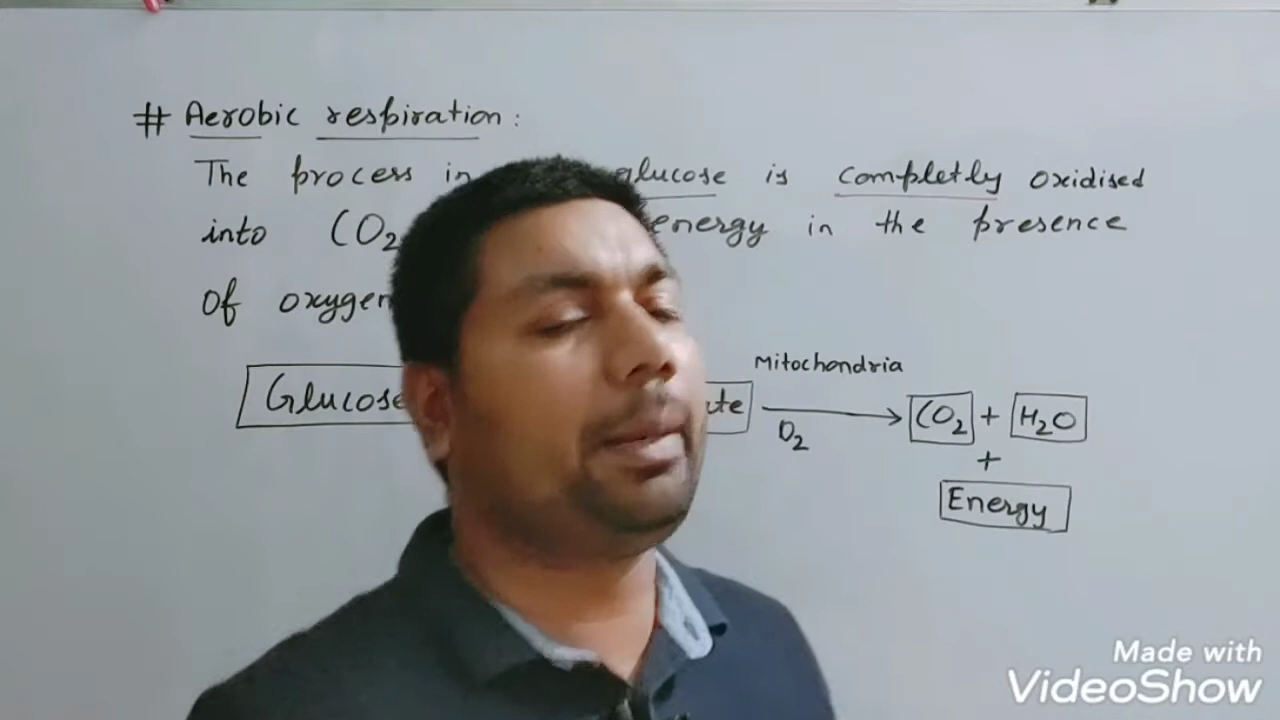 # Aerobic respiration :
The process in glucose is completly oxidised
into CO₂ energy in the presence
of oxygen
Mitochondria
Glucose → CO₂ + H₂O
O₂
+
Energy
Made with
VideoShow